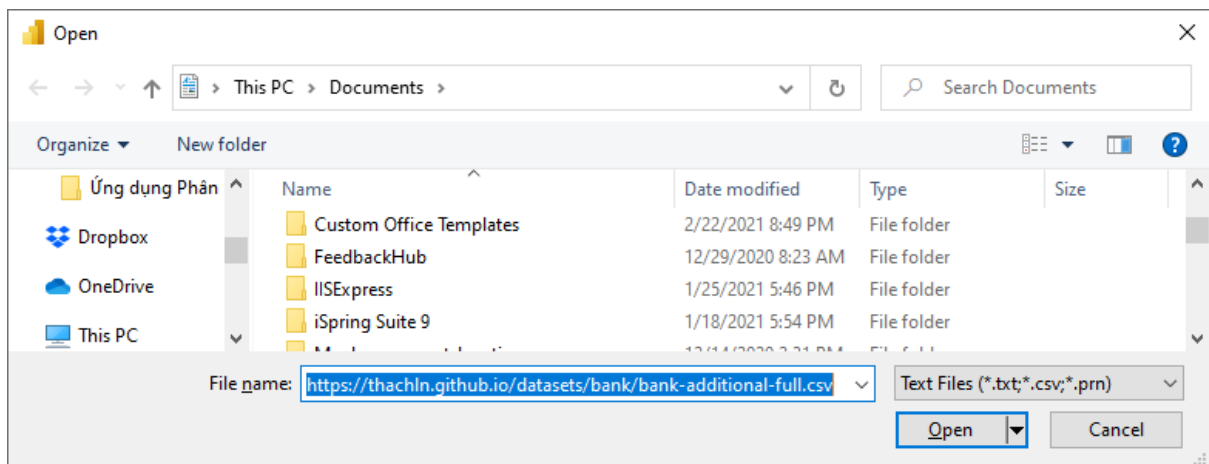 Open
This PC > Documents >
Search Documents
Organize
New folder
Ứng dụng Phân
Name
Date modified
Type
Size
Custom Office Templates
2/22/2021 8:49 PM
File folder
Dropbox
FeedbackHub
12/29/2020 8:23 AM
File folder
OneDrive
IISExpress
1/25/2021 5:46 PM
File folder
This PC
iSpring Suite 9
1/18/2021 5:54 PM
File folder
File name:
https://thachln.github.io/datasets/bank/bank-additional-full.csv
Text Files (*.txt;*.csv;*.prn)
Open
Cancel